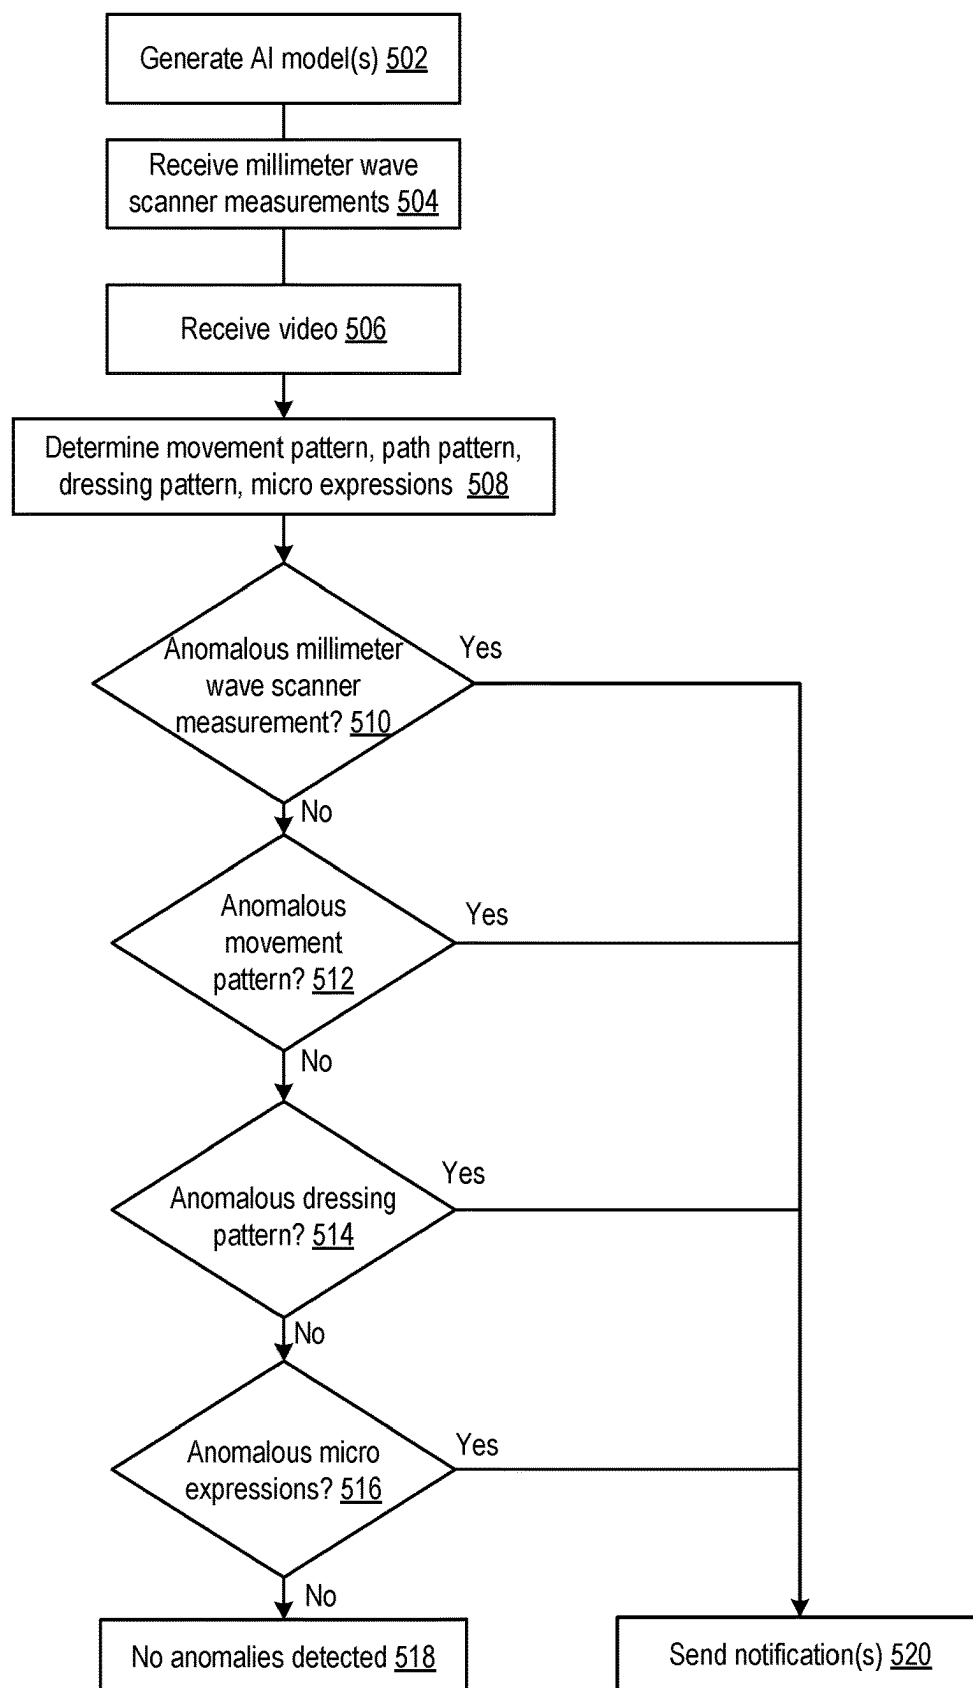 Generate AI model(s) 502
Receive millimeter wave
scanner measurements 504
Receive video 506
Determine movement pattern, path pattern,
dressing pattern, micro expressions 508
Anomalous millimeter
wave scanner
measurement? 510
Yes
No
Anomalous
movement
pattern? 512
Yes
No
Anomalous dressing
pattern? 514
Yes
No
Anomalous micro
expressions? 516
Yes
No
No anomalies detected 518
Send notification(s) 520